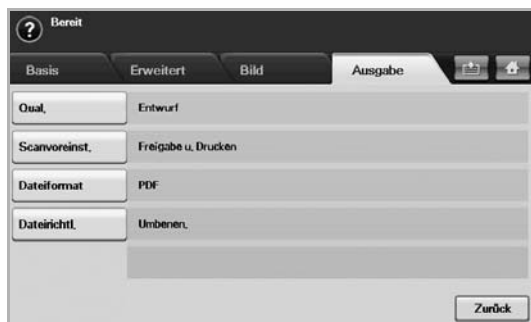 ? Bereit
Basis Erweitert Bild Ausgabe
Qual. Entwurf
Scanvoreinst. Freigabe u. Drucken
Dateiformat PDF
Dateirichtl. Umbenen.
Zurück